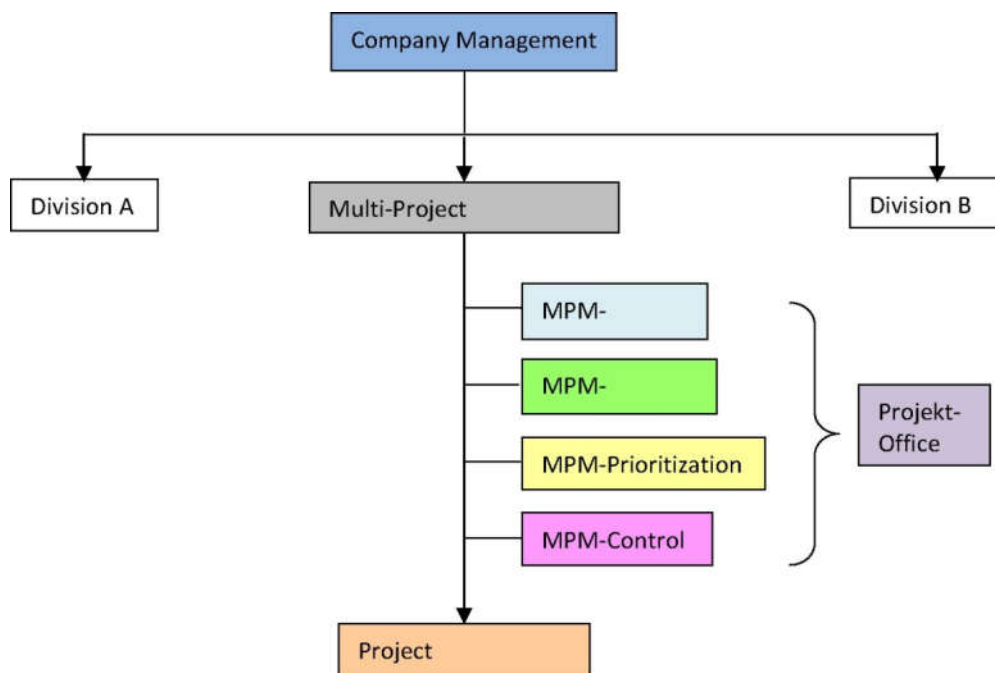 Company Management
Division A
Multi-Project
Division B
MPM-
MPM-
MPM-Prioritization
MPM-Control
Projekt-
Office
Project